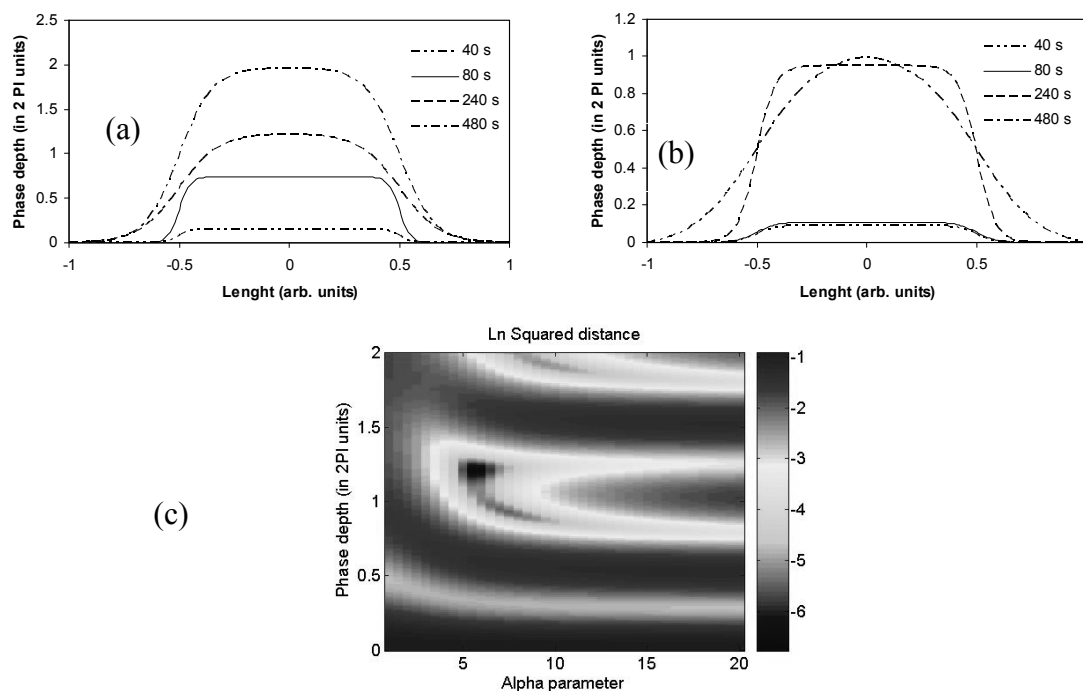 Phase depth (in 2 PI units)
2.5
2
1.5
1
0.5
0
-1
-0.5
0
0.5
1
Lenght (arb. units)
40 s
80 s
240 s
480 s
(a)
Phase depth (in 2 PI units)
1.2
1
0.8
0.6
0.4
0.2
0
-1
-0.5
0
0.5
Lenght (arb. units)
40 s
80 s
240 s
480 s
(b)
Ln Squared distance
(c)
Phase depth (in 2PI units)
2
1.5
1
0.5
0
5
10
15
20
Alpha parameter
-1
-2
-3
-4
-5
-6